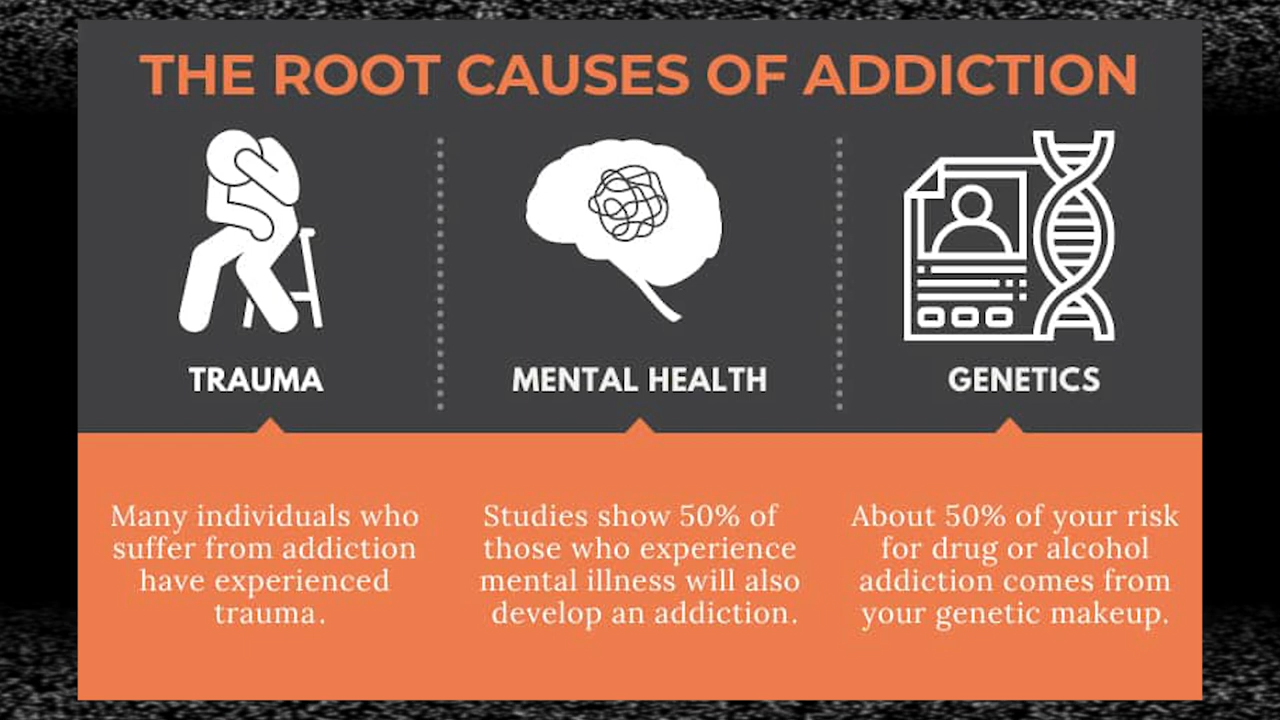 THE ROOT CAUSES OF ADDICTION
TRAUMA
Many individuals who
suffer from addiction
have experienced
trauma.
MENTAL HEALTH
Studies show 50% of
those who experience
mental illness will also
develop an addiction.
GENETICS
About 50% of your risk
for drug or alcohol
addiction comes from
your genetic makeup.